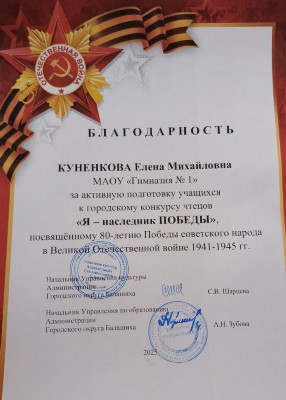 ОТЕЧЕСТВЕННАЯ ВОЙНА
БЛАГОДАРНОСТЬ
КУНЕНКОВА Елена Михайловна
МАОУ «Гимназия № 1»
за активную подготовку учащихся
к городскому конкурсу чтецов
«Я – наследник ПОБЕДЫ»,
посвящённому 80-летию Победы советского народа
в Великой Отечественной войне 1941-1945 гг.
Начальник Управления культуры
Администрации
Городского округа Балашиха
С.В. Шарцева
Начальник Управления по образованию
Администрации
Городского округа Балашиха
А.Н. Зубова
2025